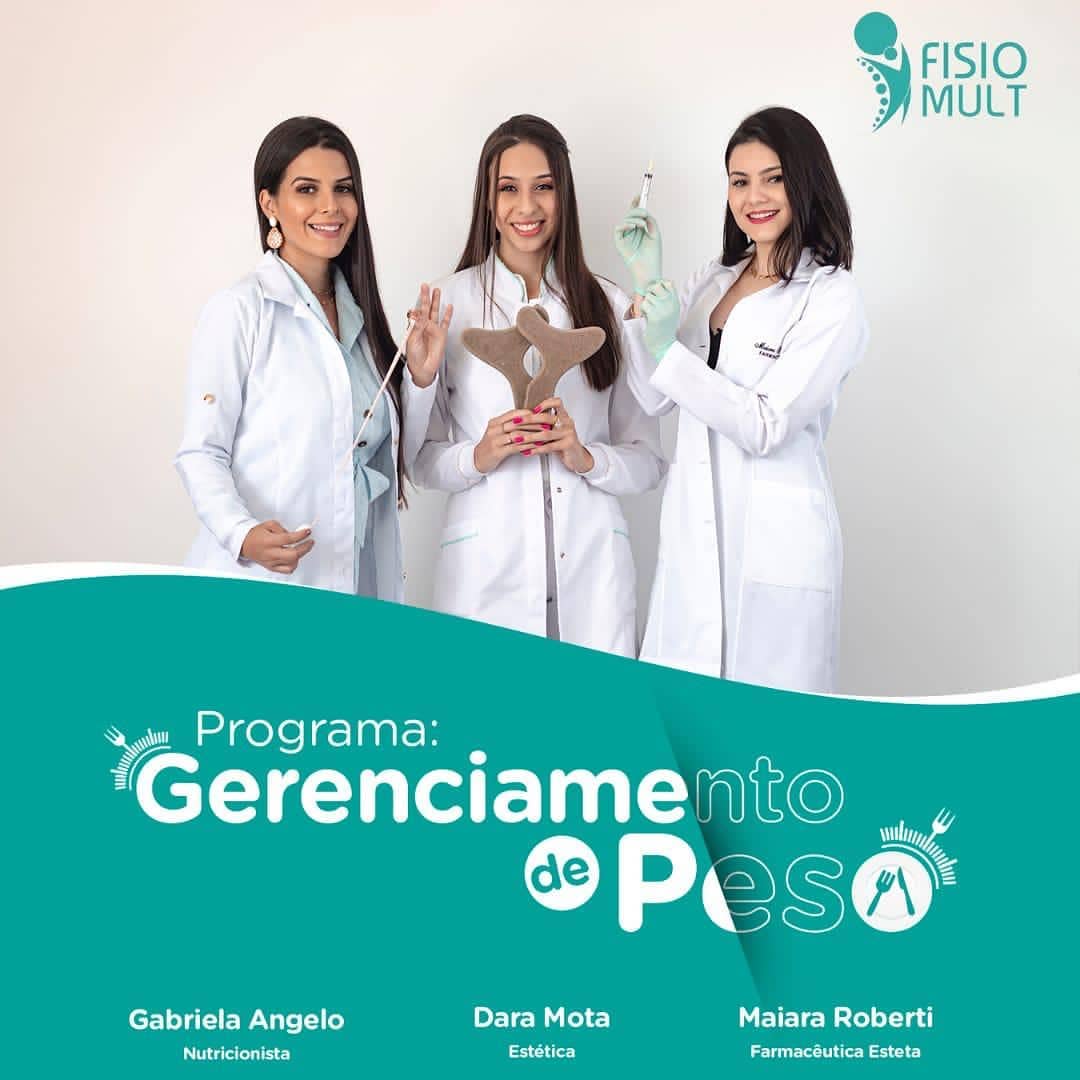 FISIO
MULT
Programa:
Gerenciamento
de Peso
Gabriela Angelo
Nutricionista
Dara Mota
Estética
Maiara Roberti
Farmacêutica Esteta